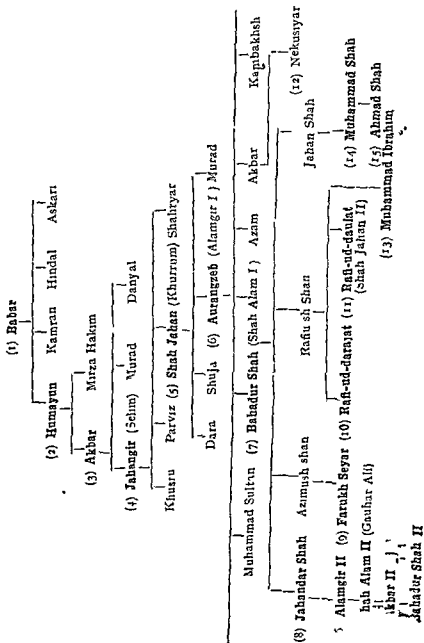 (1) Babar
(2) Humayun Kamran Hindal Askari
(3) Akbar Mirza Hakim
(4) Jahangir (Selim) Murad Danyal
Khusru Parviz (5) Shah Jahan (Khurrum) Shahryar
Dara Shuja (6) Aurangzeb (Alamgir I) Murad
Muhammad Sultan (7) Bahadur Shah (Shah Alam I) Azam Akbar Kambakhsh
(8) Jahandar Shah Azimush shan Rafiu sh Shan Jahan Shah (12) Nekusiyar
Alamgir II (9) Farukh Seyar (10) Rafi-ud-darajat (11) Rafi-ud-daulat (14) Muhammad Shah
hah Alam II (Gauhar Ali) (Shah Jahan II) (15) Ahmad Shah
kbar II (13) Muhammad Ibrahim
Bahadur Shah II